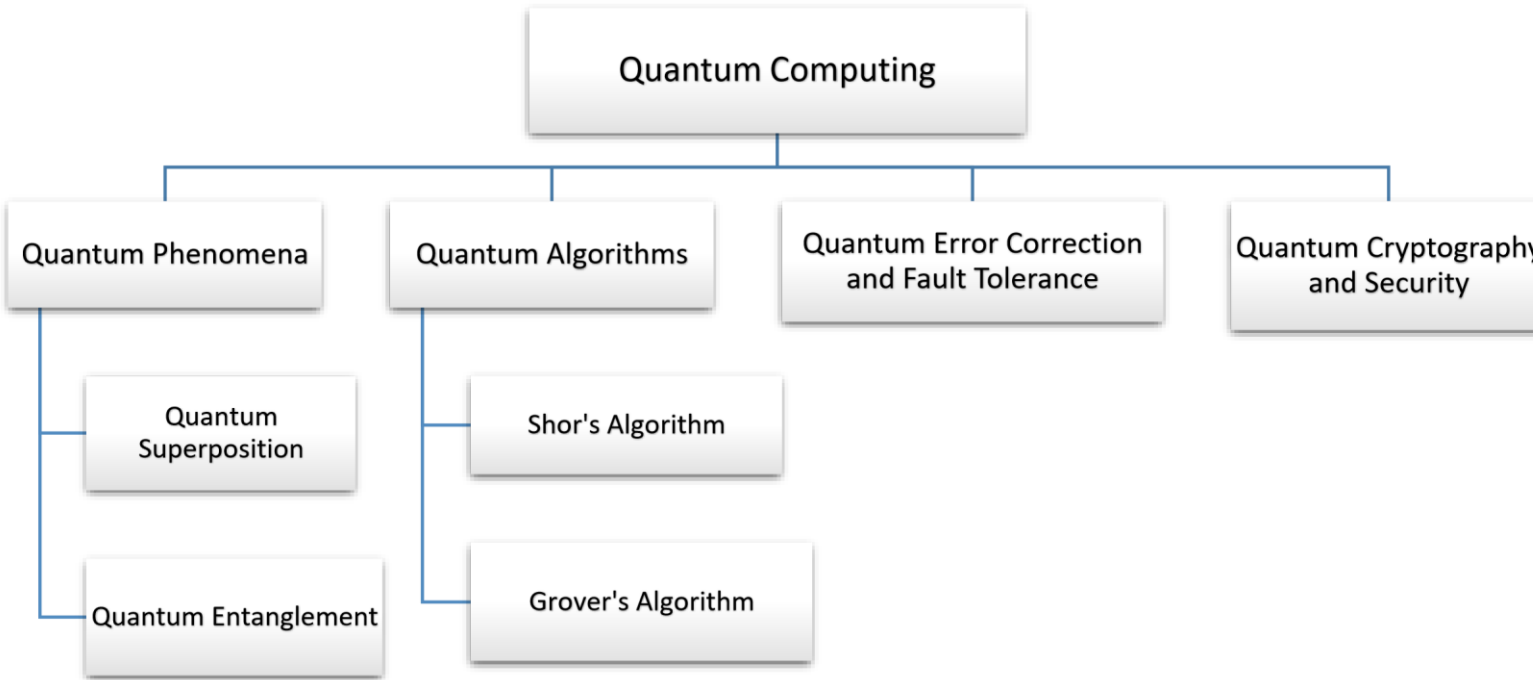 Quantum Computing
Quantum Phenomena
Quantum Algorithms
Quantum Error Correction
and Fault Tolerance
Quantum Cryptography
and Security
Quantum
Superposition
Quantum Entanglement
Shor's Algorithm
Grover's Algorithm